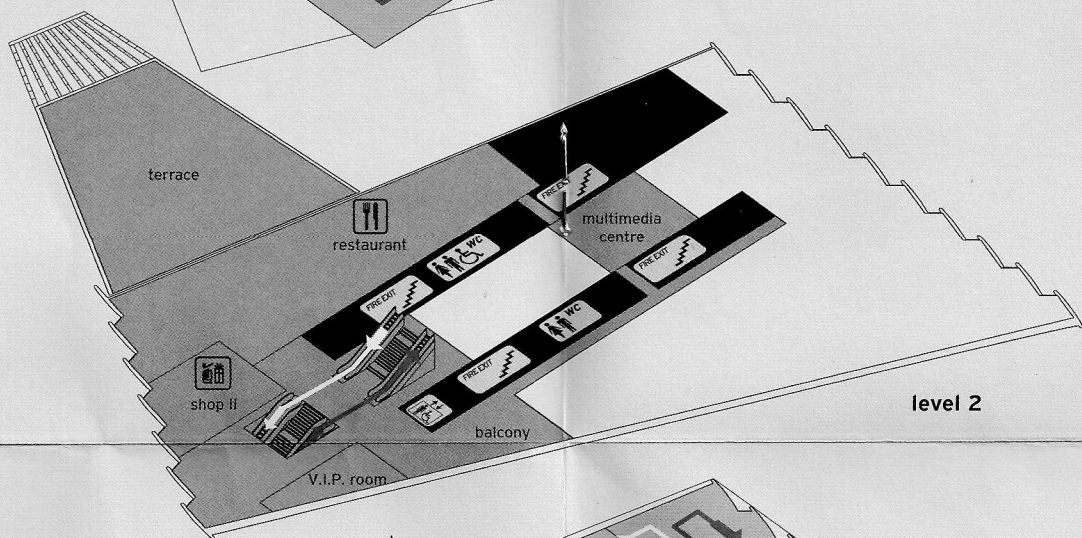 terrace
restaurant
WC
FIRE EXIT
FIRE EXIT
multimedia
centre
FIRE EXIT
WC
FIRE EXIT
shop II
balcony
V.I.P. room
level 2